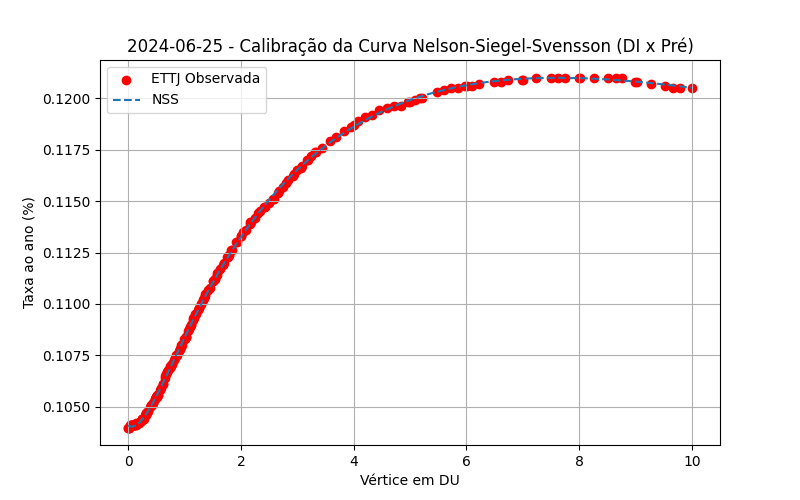 2024-06-25 - Calibração da Curva Nelson-Siegel-Svensson (DI x Pré)
ETTJ Observada
NSS
Taxa ao ano (%)
0.1200
0.1175
0.1150
0.1125
0.1100
0.1075
0.1050
0 2 4 6 8 10
Vértice em DU